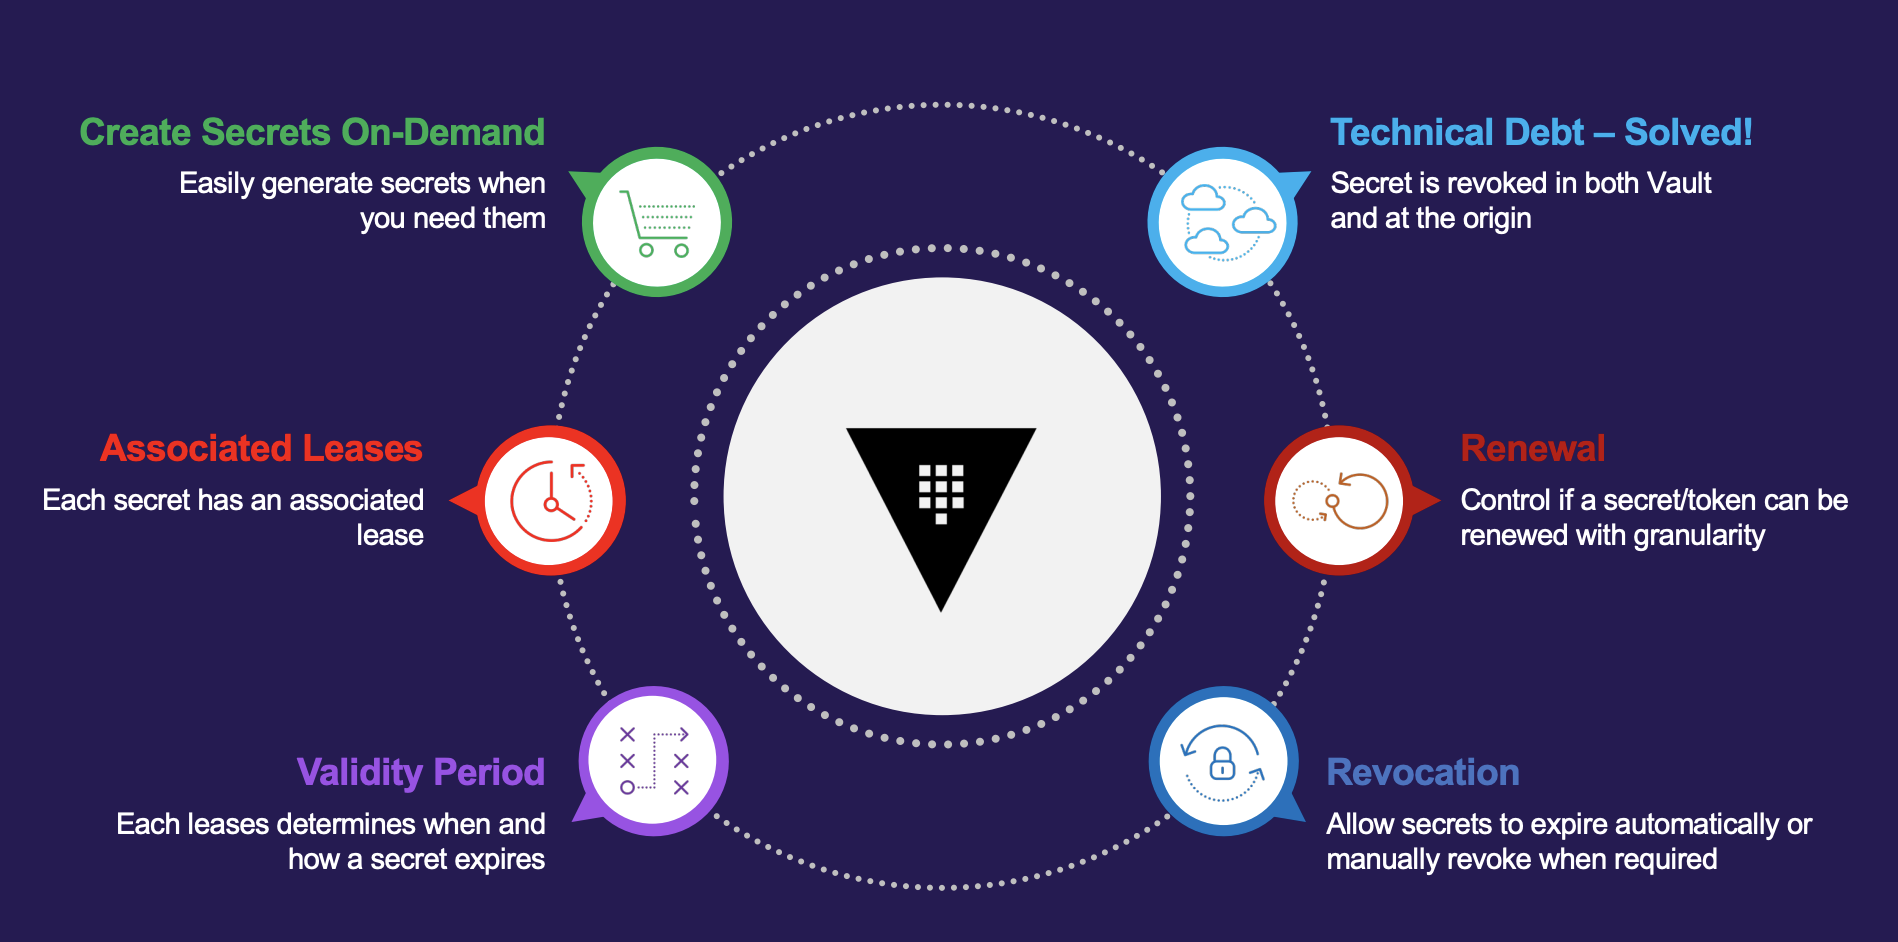 Create Secrets On-Demand
Easily generate secrets when
you need them
Associated Leases
Each secret has an associated
lease
Validity Period
Each leases determines when and
how a secret expires
Technical Debt – Solved!
Secret is revoked in both Vault
and at the origin
Renewal
Control if a secret/token can be
renewed with granularity
Revocation
Allow secrets to expire automatically or
manually revoke when required